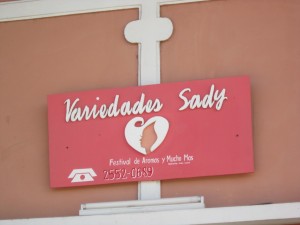 Variedades Sady
Festival de Aromas y Mucho Mas
2552-0849